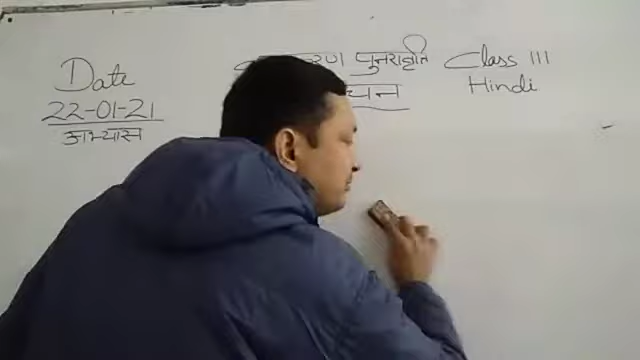 Date
22-01-21
अभ्यास
पुनरावृत्ति
Class III
Hindi